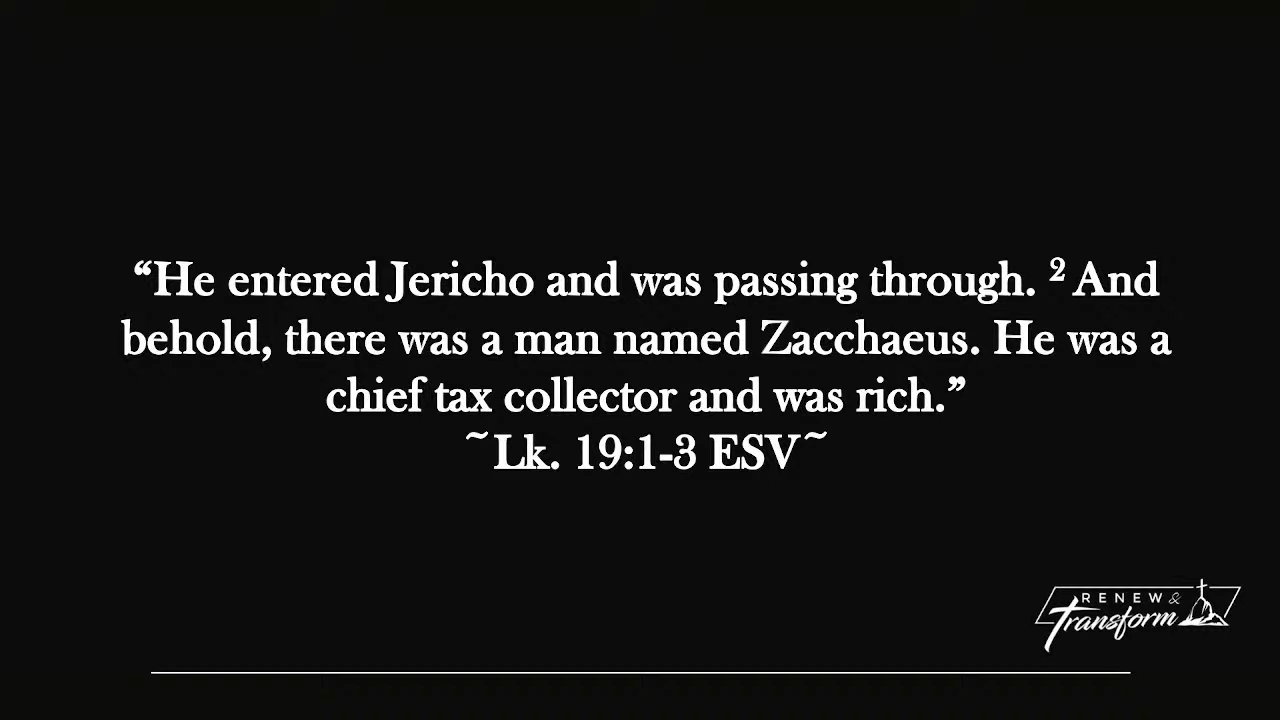 “He entered Jericho and was passing through. ² And
behold, there was a man named Zacchaeus. He was a
chief tax collector and was rich.”
~Lk. 19:1-3 ESV~
RENEW &
Transform